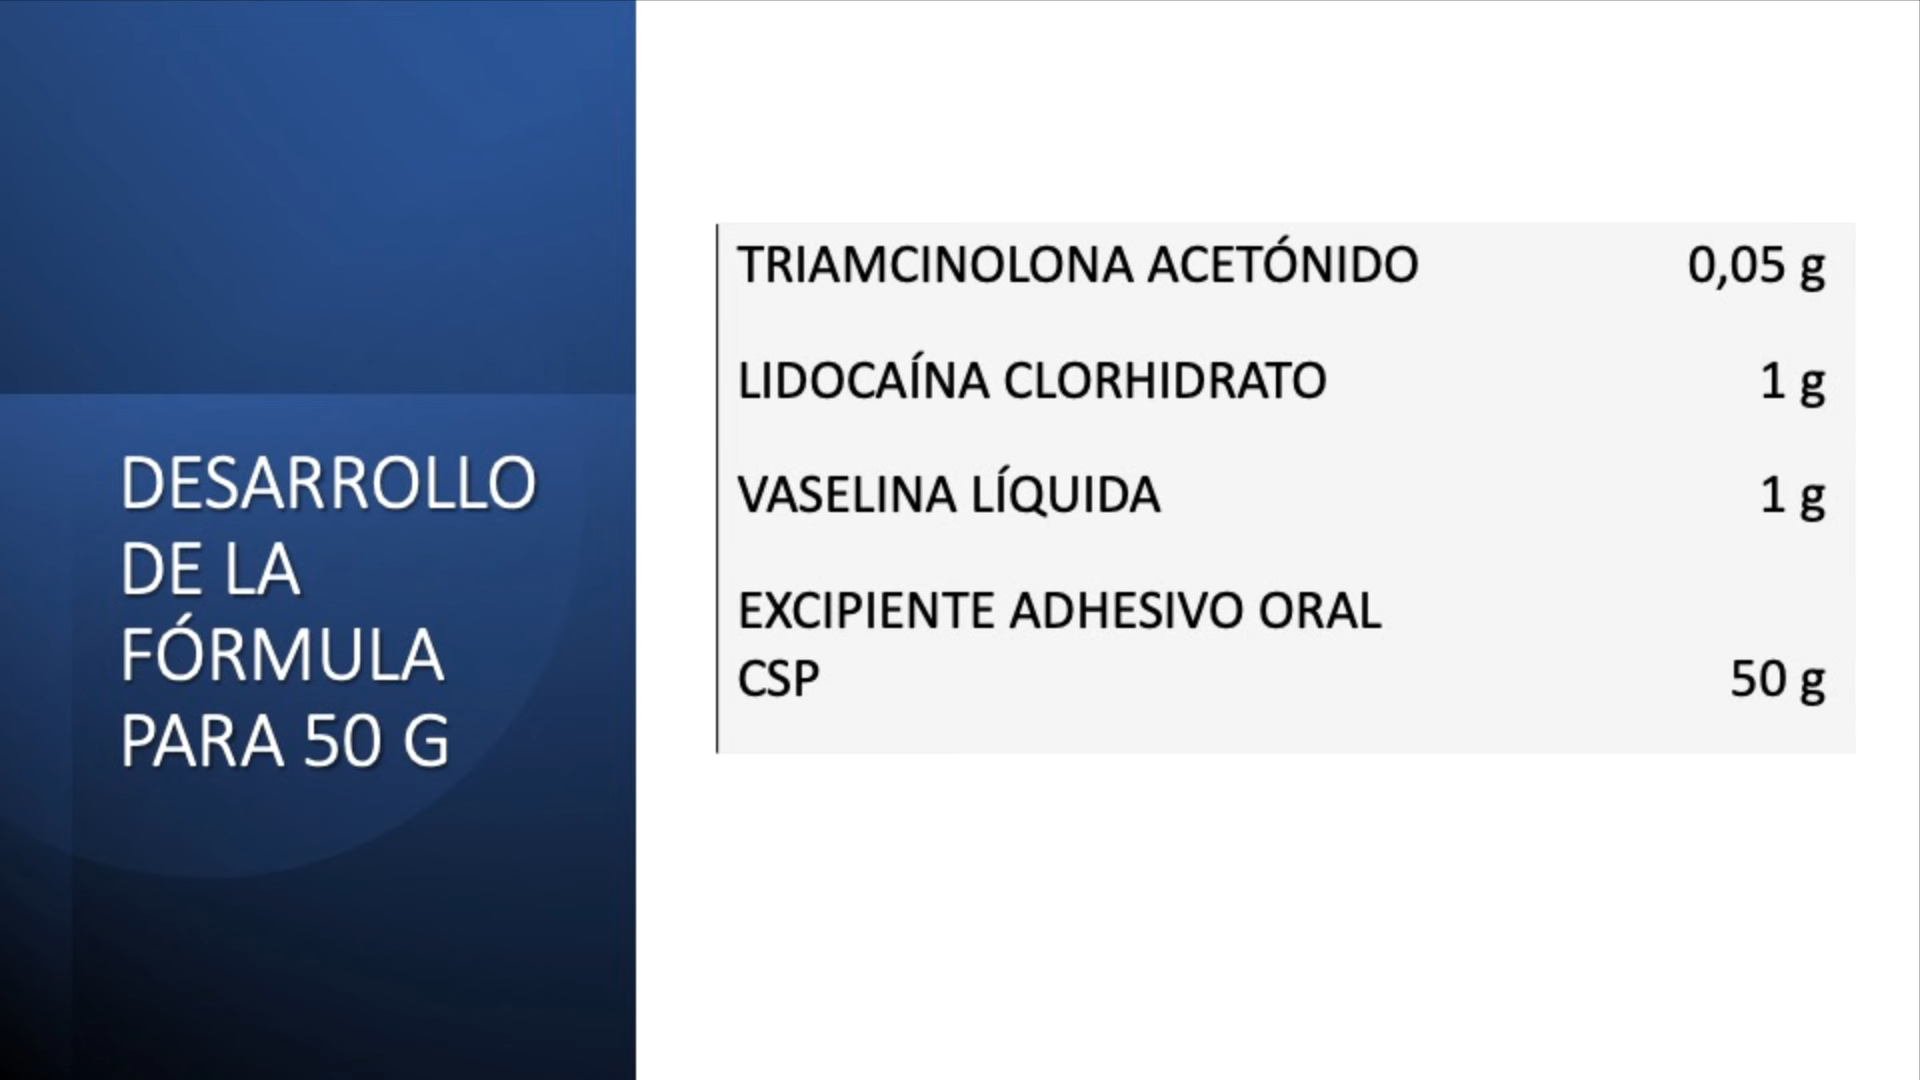 DESARROLLO
DE LA
FÓRMULA
PARA 50 G
TRIAMCINOLONA ACETÓNIDO 0,05 g
LIDOCAÍNA CLORHIDRATO 1 g
VASELINA LÍQUIDA 1 g
EXCIPIENTE ADHESIVO ORAL
CSP 50 g